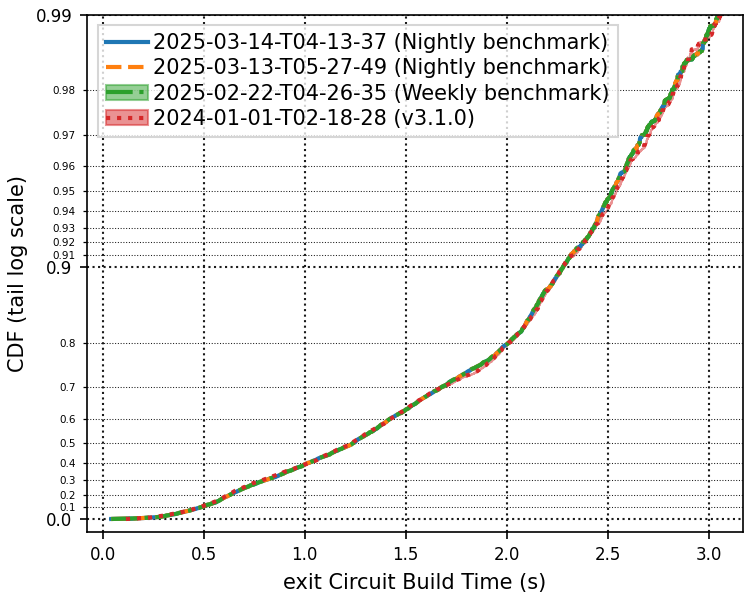 0.99
2025-03-14-T04-13-37 (Nightly benchmark)
2025-03-13-T05-27-49 (Nightly benchmark)
2025-02-22-T04-26-35 (Weekly benchmark)
2024-01-01-T02-18-28 (v3.1.0)
0.98
0.97
0.96
0.95
0.94
0.93
0.92
0.91
0.9
0.8
0.7
0.6
0.5
0.4
0.3
0.2
0.1
0.0
CDF (tail log scale)
0.0 0.5 1.0 1.5 2.0 2.5 3.0
exit Circuit Build Time (s)